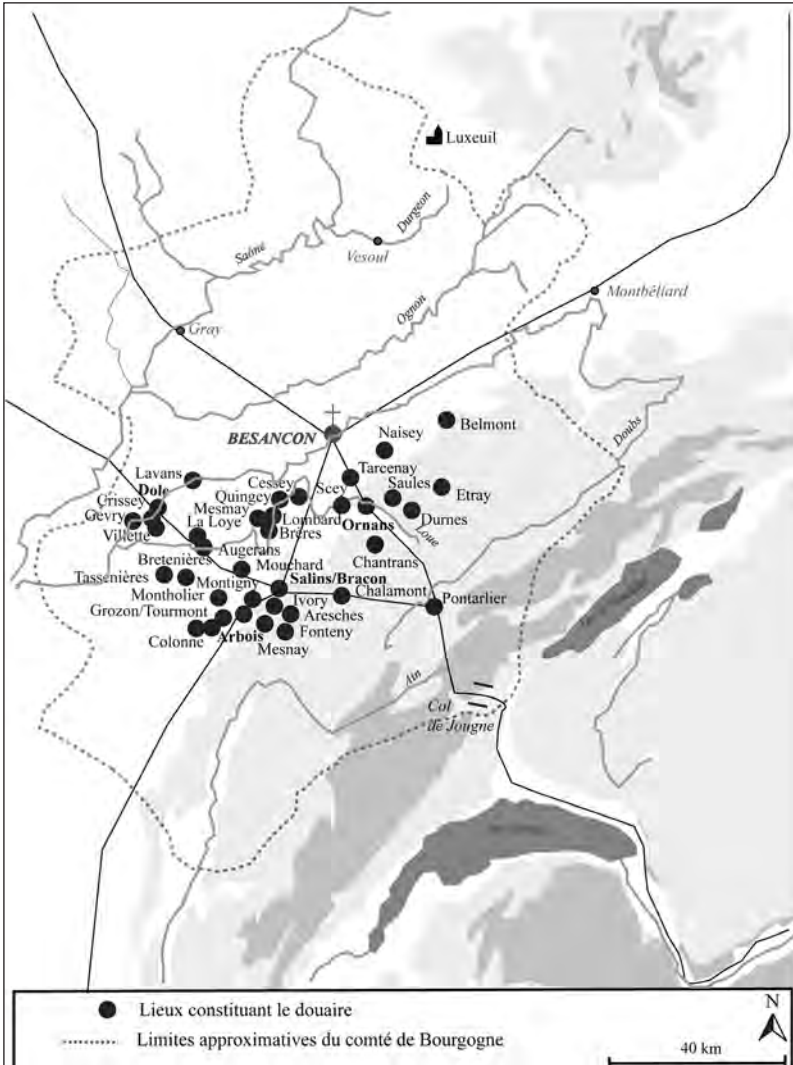 Luxeuil
Durgeon
Saône
Vesoul
Montbéliard
Ognon
Gray
Doubs
BESANCON
Belmont
Naisey
Lavans
Tarcenay
Cessey
Scey
Saules
Dole
Quingey
Etray
Crissey
Mesmay
Gevry
La Loye
Lombard
Ornans
Durnes
Villette
Brères
Loue
Augerans
Chantrans
Bretenières
Mouchard
Tassenières
Salins/Bracon
Montigny
Chalamont
Montholier
Ivory
Pontarlier
Grozon/Tourmont
Aresches
Colonne
Arbois
Fonteny
Mesnay
Ain
Col
de Jougne
Lieux constituant le douaire
Limites approximatives du comté de Bourgogne
N
40 km